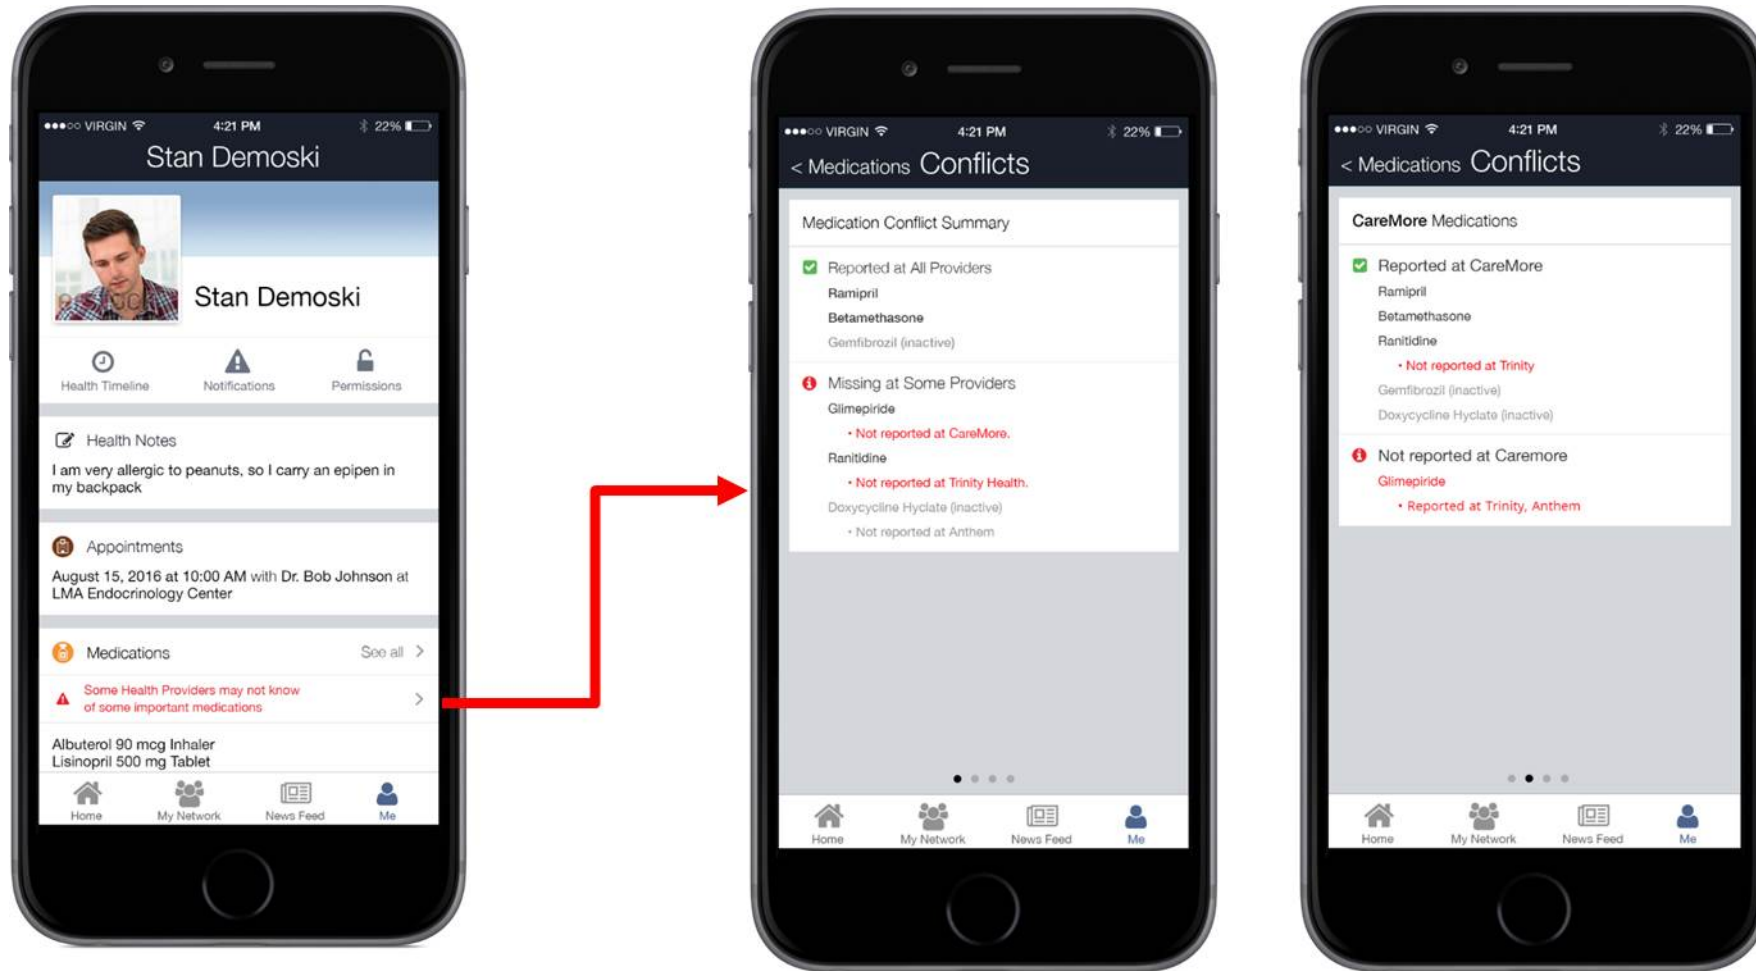 VIRGIN 4:21 PM 22%
Stan Demoski
Stan Demoski
Health Timeline Notifications Permissions
Health Notes
I am very allergic to peanuts, so I carry an epipen in
my backpack
Appointments
August 15, 2016 at 10:00 AM with Dr. Bob Johnson at
LMA Endocrinology Center
Medications See all >
Some Health Providers may not know
of some important medications >
Albuterol 90 mcg Inhaler
Lisinopril 500 mg Tablet
Home My Network News Feed Me
VIRGIN 4:21 PM 22%
< Medications Conflicts
Medication Conflict Summary
Reported at All Providers
Ramipril
Betamethasone
Gemfibrozil (inactive)
Missing at Some Providers
Glimepiride
• Not reported at CareMore.
Ranitidine
• Not reported at Trinity Health.
Doxycycline Hyclate (inactive)
• Not reported at Anthem
Home My Network News Feed Me
VIRGIN 4:21 PM 22%
< Medications Conflicts
CareMore Medications
Reported at CareMore
Ramipril
Betamethasone
Ranitidine
• Not reported at Trinity
Gemfibrozil (inactive)
Doxycycline Hyclate (inactive)
Not reported at Caremore
Glimepiride
• Reported at Trinity, Anthem
Home My Network News Feed Me